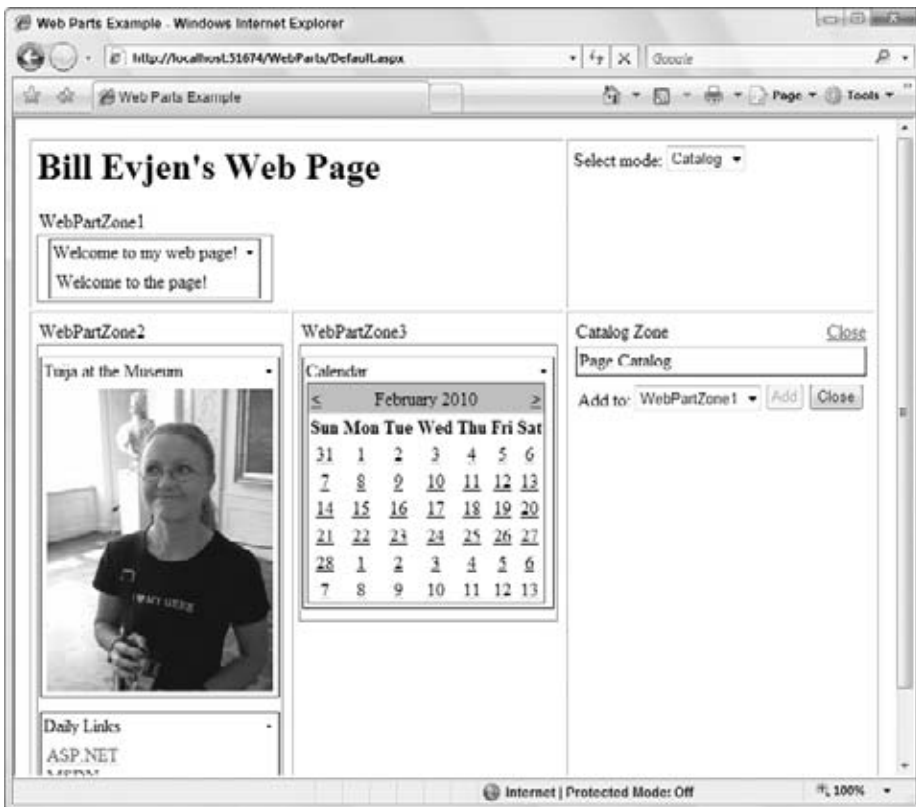 Web Parts Example - Windows Internet Explorer
http://localhost:51674/WebParts/Default.aspx
Google
Web Parts Example
Page
Tools
Bill Evjen's Web Page
Select mode: Catalog
WebPartZone1
Welcome to my web page!
Welcome to the page!
WebPartZone2
WebPartZone3
Catalog Zone Close
Page Catalog
Add to: WebPartZone1 Add Close
Tuija at the Museum
I ♥ MY GEEK
Calendar
< February 2010 >
Sun Mon Tue Wed Thu Fri Sat
31 1 2 3 4 5 6
7 8 9 10 11 12 13
14 15 16 17 18 19 20
21 22 23 24 25 26 27
28 1 2 3 4 5 6
7 8 9 10 11 12 13
Daily Links
ASP.NET
MSDN
Internet | Protected Mode: Off
100%